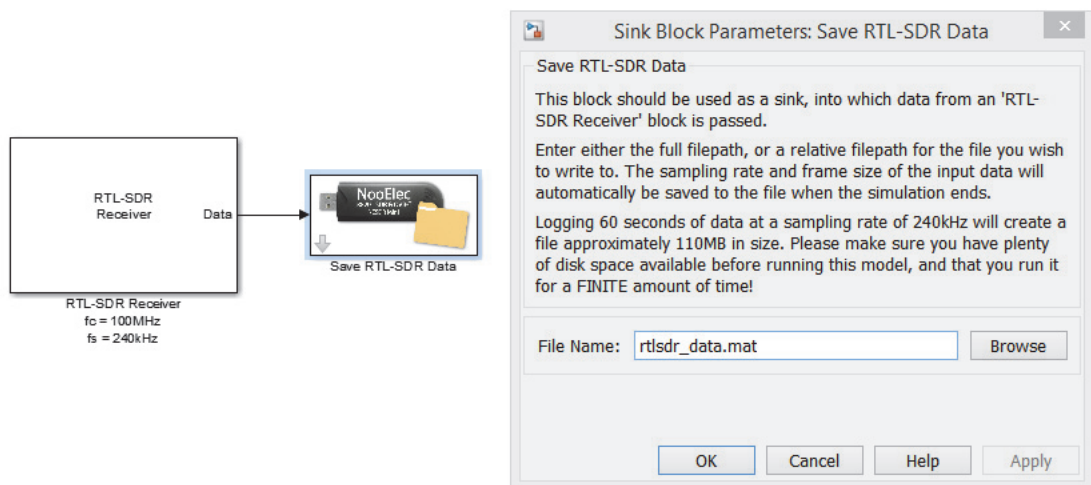 RTL-SDR
Receiver
Data
NooElec
Save RTL-SDR Data
RTL-SDR Receiver
fc = 100MHz
fs = 240kHz
Sink Block Parameters: Save RTL-SDR Data
Save RTL-SDR Data
This block should be used as a sink, into which data from an 'RTL-
SDR Receiver' block is passed.
Enter either the full filepath, or a relative filepath for the file you wish
to write to. The sampling rate and frame size of the input data will
automatically be saved to the file when the simulation ends.
Logging 60 seconds of data at a sampling rate of 240kHz will create a
file approximately 110MB in size. Please make sure you have plenty
of disk space available before running this model, and that you run it
for a FINITE amount of time!
File Name: rtlsdr_data.mat Browse
OK Cancel Help Apply